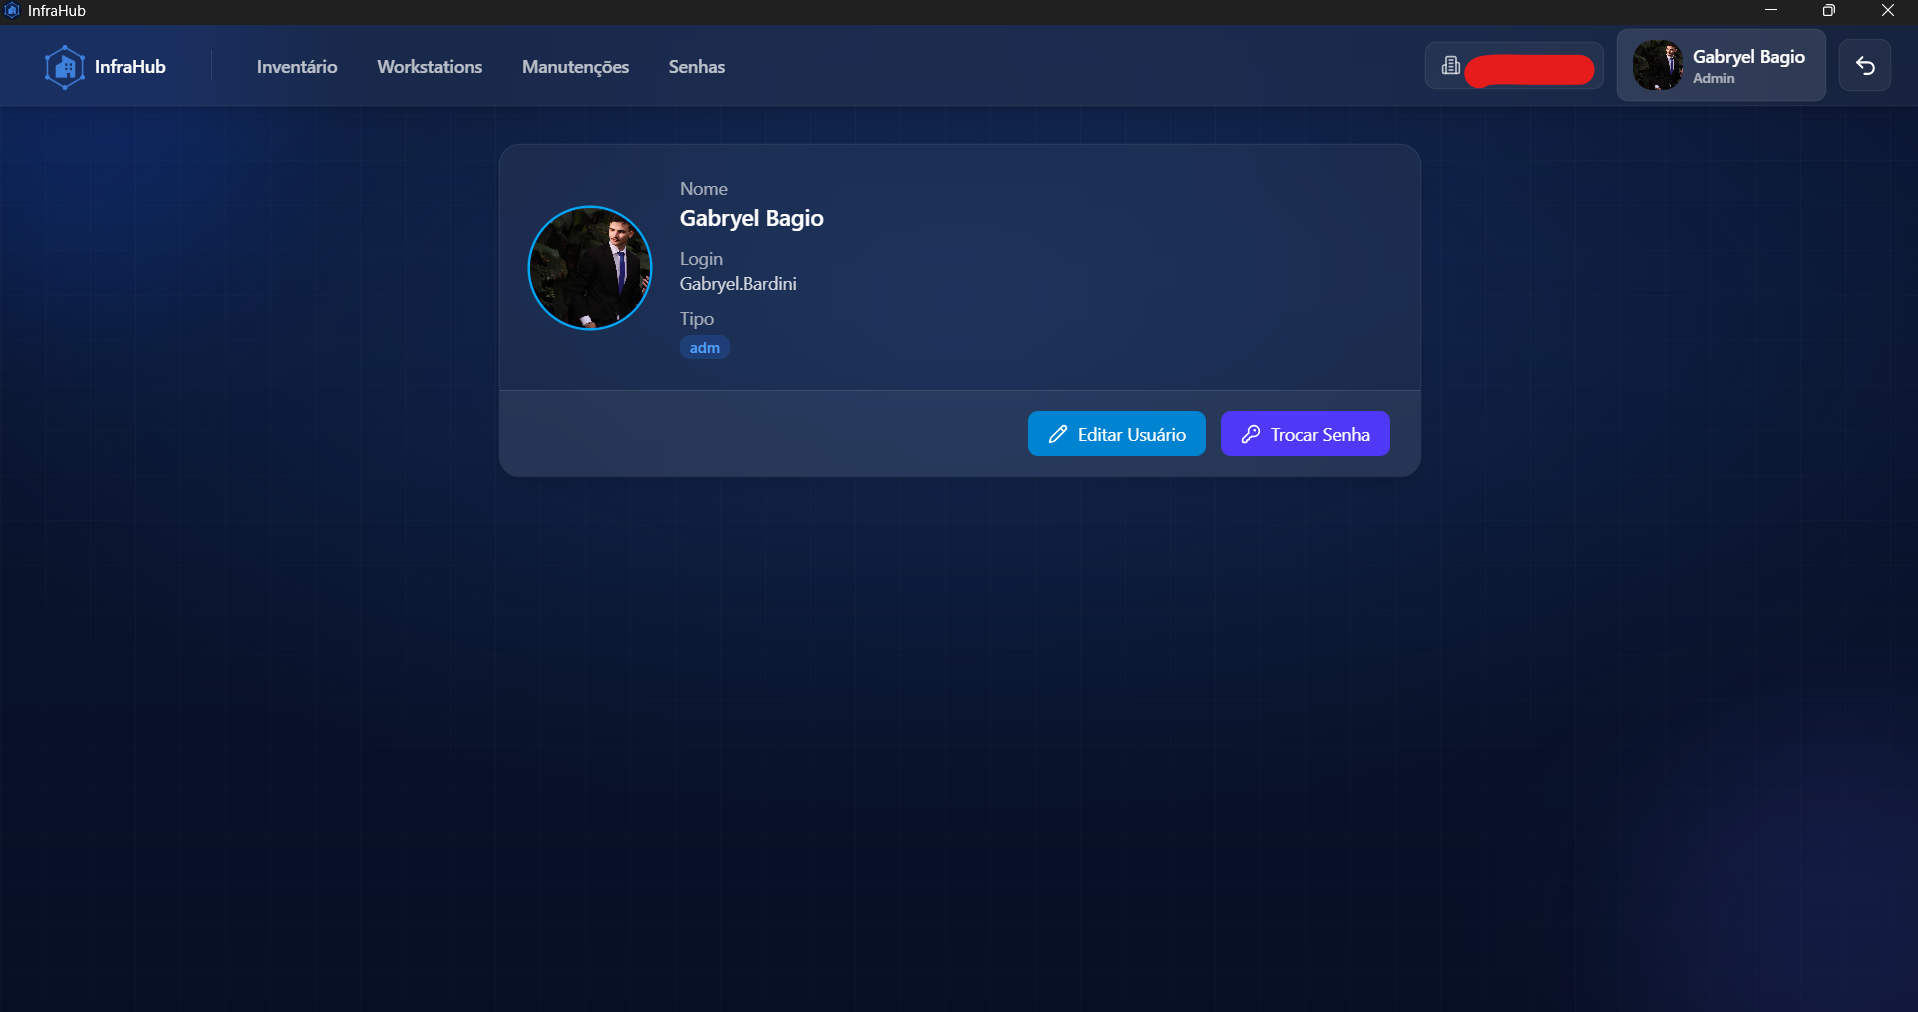 InfraHub
InfraHub
Inventário
Workstations
Manutenções
Senhas
Gabryel Bagio
Admin
Nome
Gabryel Bagio
Login
Gabryel.Bardini
Tipo
adm
Editar Usuário
Trocar Senha